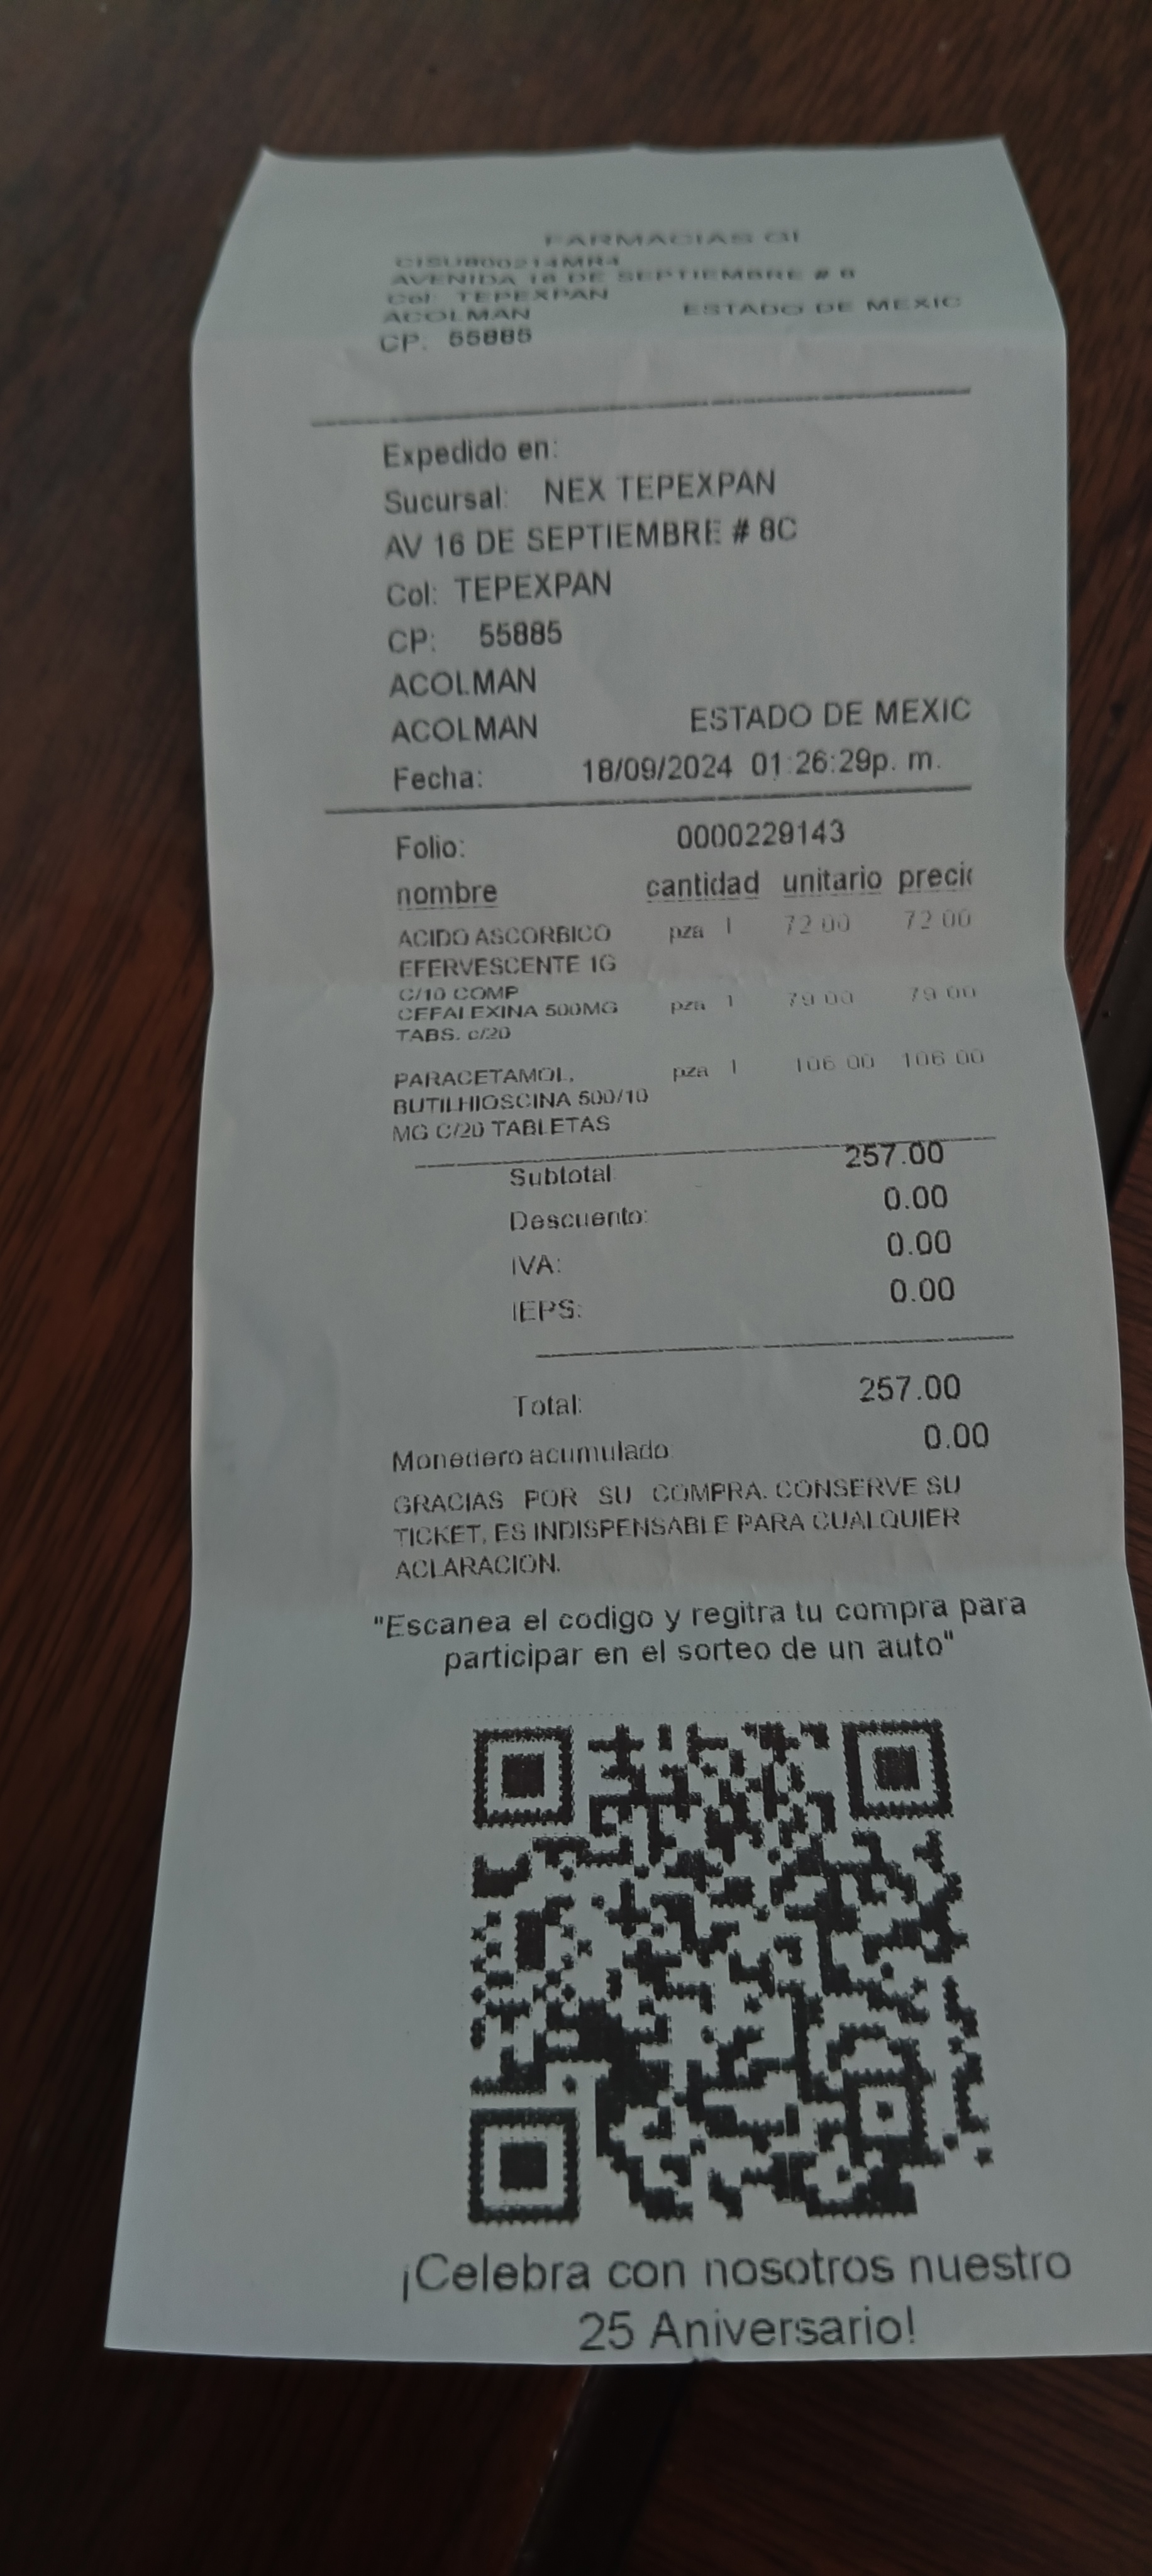 FARMACIAS GI
CISU800214MR4
AVENIDA 16 DE SEPTIEMBRE # 8
Col: TEPEXPAN
ACOLMAN ESTADO DE MEXIC
CP: 55885
Expedido en:
Sucursal: NEX TEPEXPAN
AV 16 DE SEPTIEMBRE # 8C
Col: TEPEXPAN
CP: 55885
ACOLMAN
ACOLMAN ESTADO DE MEXIC
Fecha: 18/09/2024 01:26:29p. m.
Folio: 0000229143
nombre cantidad unitario preci
ACIDO ASCORBICO pza 1 72.00 72.00
EFERVESCENTE 1G
C/10 COMP
CEFALEXINA 500MG pza 1 79.00 79.00
TABS. c/20
PARACETAMOL, pza 1 106.00 106.00
BUTILHIOSCINA 500/10
MG C/20 TABLETAS
Subtotal 257.00
Descuento: 0.00
IVA: 0.00
IEPS: 0.00
Total: 257.00
Monedero acumulado 0.00
GRACIAS POR SU COMPRA. CONSERVE SU
TICKET, ES INDISPENSABLE PARA CUALQUIER
ACLARACION.
"Escanea el codigo y regitra tu compra para
participar en el sorteo de un auto"
¡Celebra con nosotros nuestro
25 Aniversario!